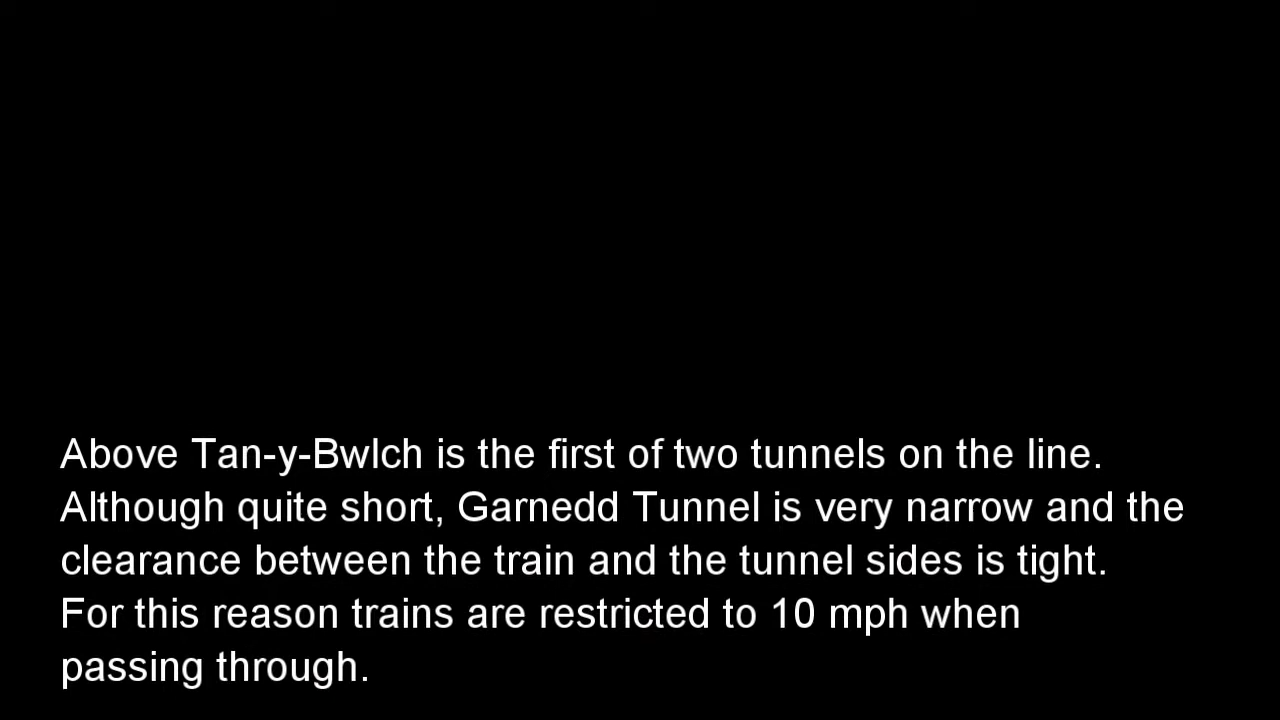 Above Tan-y-Bwlch is the first of two tunnels on the line.
Although quite short, Garnedd Tunnel is very narrow and the
clearance between the train and the tunnel sides is tight.
For this reason trains are restricted to 10 mph when
passing through.